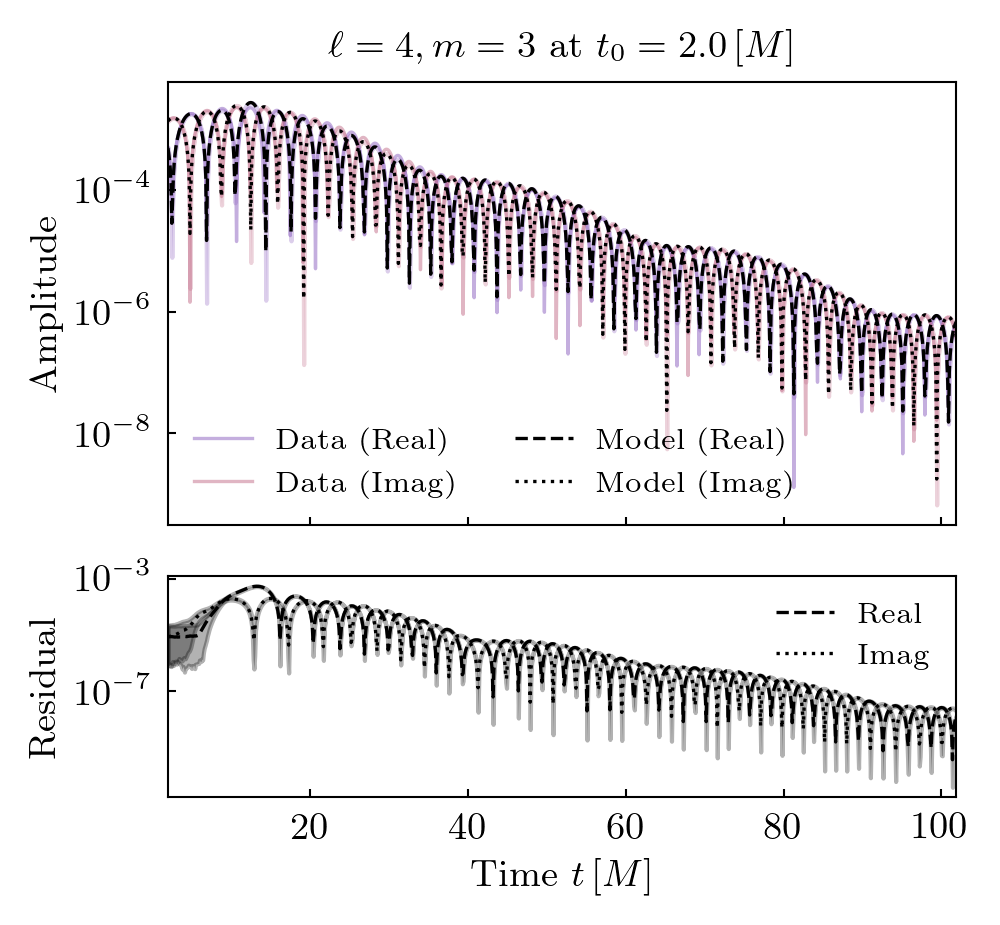 ℓ = 4, m = 3 at t₀ = 2.0 [M]
Amplitude
10⁻⁴
10⁻⁶
10⁻⁸
Data (Real)
Data (Imag)
Model (Real)
Model (Imag)
Residual
10⁻³
10⁻⁷
Real
Imag
20 40 60 80 100
Time t [M]